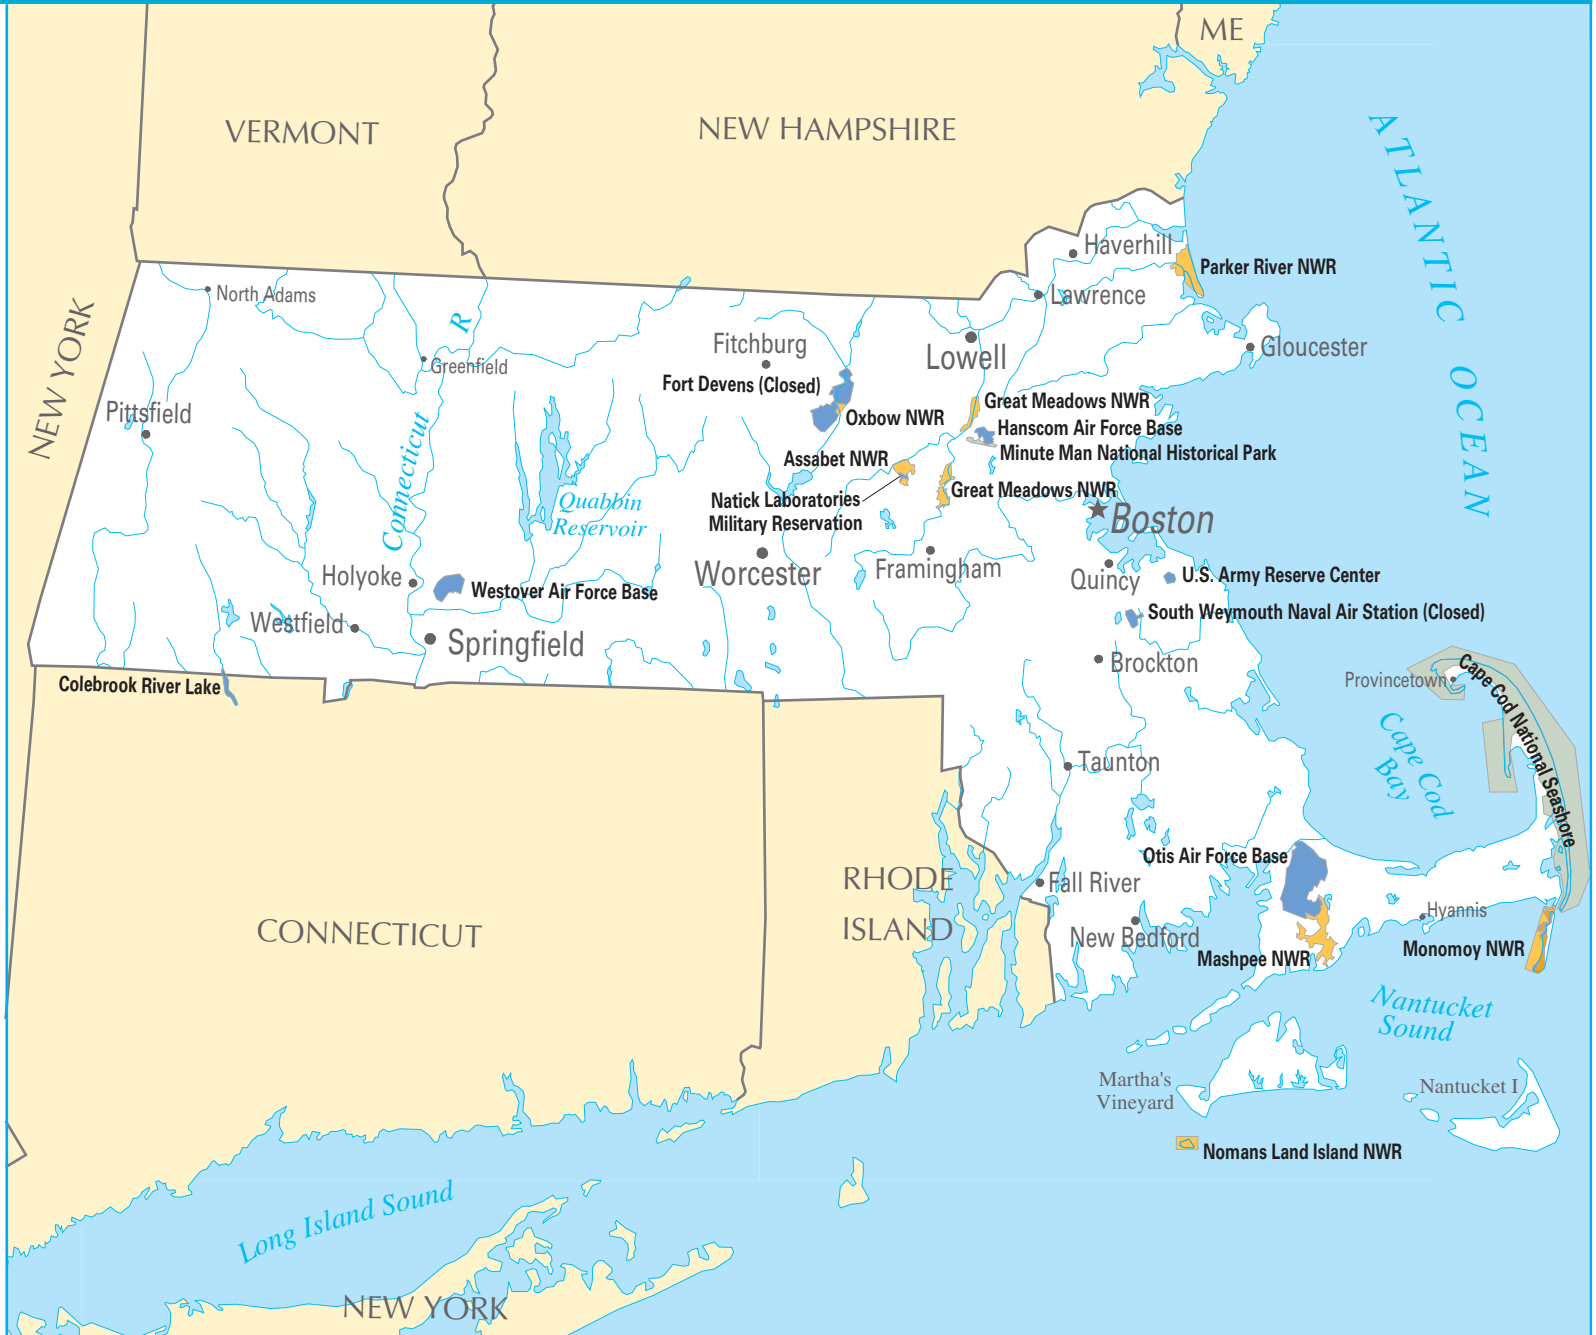 ME
VERMONT
NEW HAMPSHIRE
ATLANTIC OCEAN
Haverhill
Parker River NWR
North Adams
Lawrence
NEW YORK
R
Fitchburg
Lowell
Gloucester
Greenfield
Fort Devens (Closed)
Pittsfield
Great Meadows NWR
Oxbow NWR
Hanscom Air Force Base
Minute Man National Historical Park
Assabet NWR
Connecticut
Great Meadows NWR
Quabbin
Reservoir
Natick Laboratories
Military Reservation
Boston
Worcester
Framingham
Holyoke
Westover Air Force Base
Quincy
U.S. Army Reserve Center
South Weymouth Naval Air Station (Closed)
Westfield
Springfield
Brockton
Colebrook River Lake
Provincetown
Cape Cod National Seashore
Cape Cod
Bay
Taunton
Otis Air Force Base
RHODE
ISLAND
Fall River
Hyannis
CONNECTICUT
New Bedford
Mashpee NWR
Monomoy NWR
Nantucket
Sound
Martha's
Vineyard
Nantucket I
Nomans Land Island NWR
Long Island Sound
NEW YORK